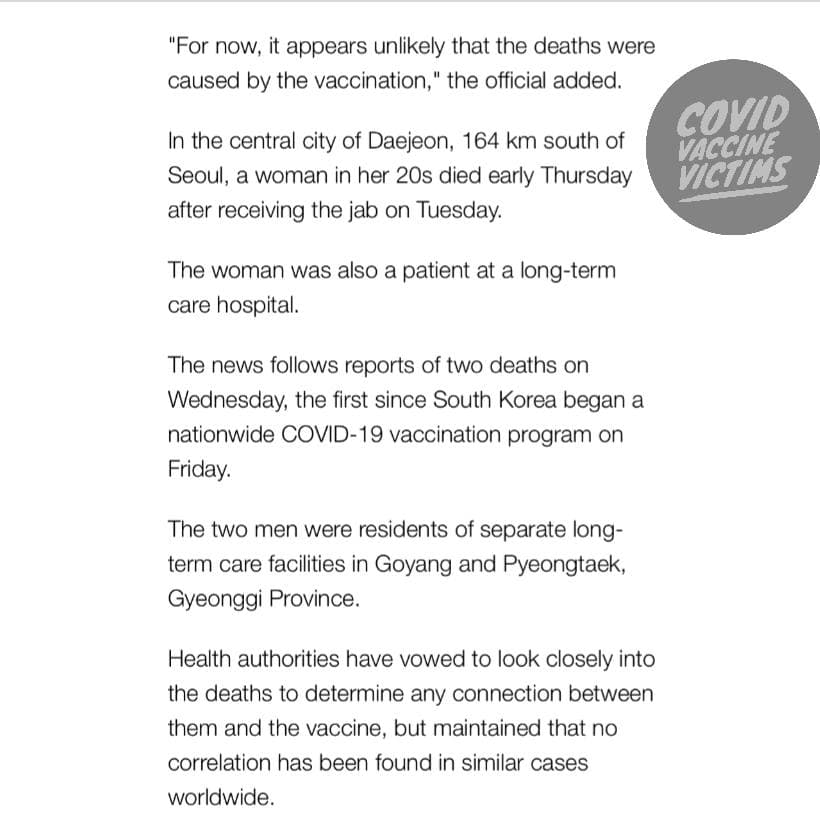 "For now, it appears unlikely that the deaths were
caused by the vaccination," the official added.
In the central city of Daejeon, 164 km south of
Seoul, a woman in her 20s died early Thursday
after receiving the jab on Tuesday.
The woman was also a patient at a long-term
care hospital.
The news follows reports of two deaths on
Wednesday, the first since South Korea began a
nationwide COVID-19 vaccination program on
Friday.
The two men were residents of separate long-
term care facilities in Goyang and Pyeongtaek,
Gyeonggi Province.
Health authorities have vowed to look closely into
the deaths to determine any connection between
them and the vaccine, but maintained that no
correlation has been found in similar cases
worldwide.
COVID
VACCINE
VICTIMS